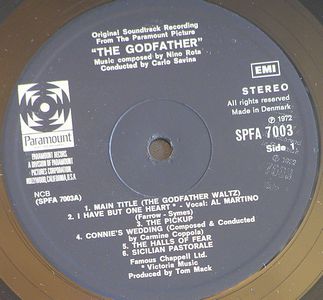 Original Soundtrack Recording
From The Paramount Picture
"THE GODFATHER"
Music composed by Nino Rota
Conducted by Carlo Savina
EMI
STEREO
All rights reserved
Made in Denmark
℗ 1972
SPFA 7003
Side 1
Paramount
PARAMOUNT RECORDS
A DIVISION OF PARAMOUNT
PICTURES CORPORATION
HOLLYWOOD CALIFORNIA, U.S.A.
NCB
(SPFA 7003A)
1. MAIN TITLE (THE GODFATHER WALTZ)
2. I HAVE BUT ONE HEART * - Vocal: AL MARTINO
(Farrow - Symes)
3. THE PICKUP
4. CONNIE'S WEDDING (Composed & Conducted
by Carmine Coppola)
5. THE HALLS OF FEAR
6. SICILIAN PASTORALE
Famous Chappell Ltd.
* Victoria Music
Produced by Tom Mack